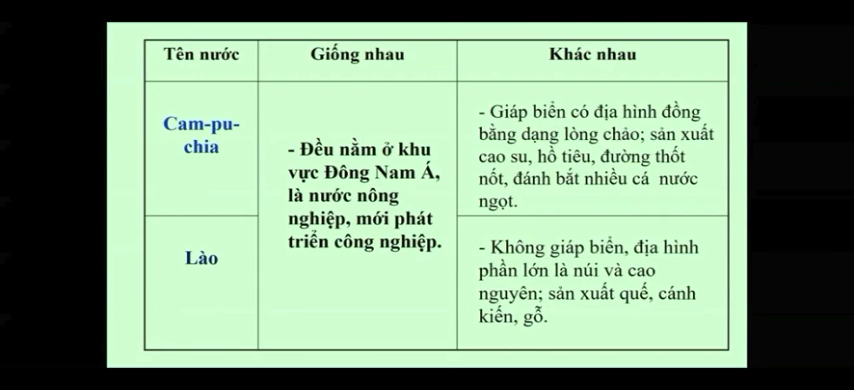 Tên nước
Giống nhau
Khác nhau
Cam-pu-
chia
- Đều nằm ở khu
vực Đông Nam Á,
là nước nông
nghiệp, mới phát
triển công nghiệp.
- Giáp biển có địa hình đồng
bằng dạng lòng chảo; sản xuất
cao su, hồ tiêu, đường thốt
nốt, đánh bắt nhiều cá nước
ngọt.
Lào
- Không giáp biển, địa hình
phần lớn là núi và cao
nguyên; sản xuất quế, cánh
kiến, gỗ.